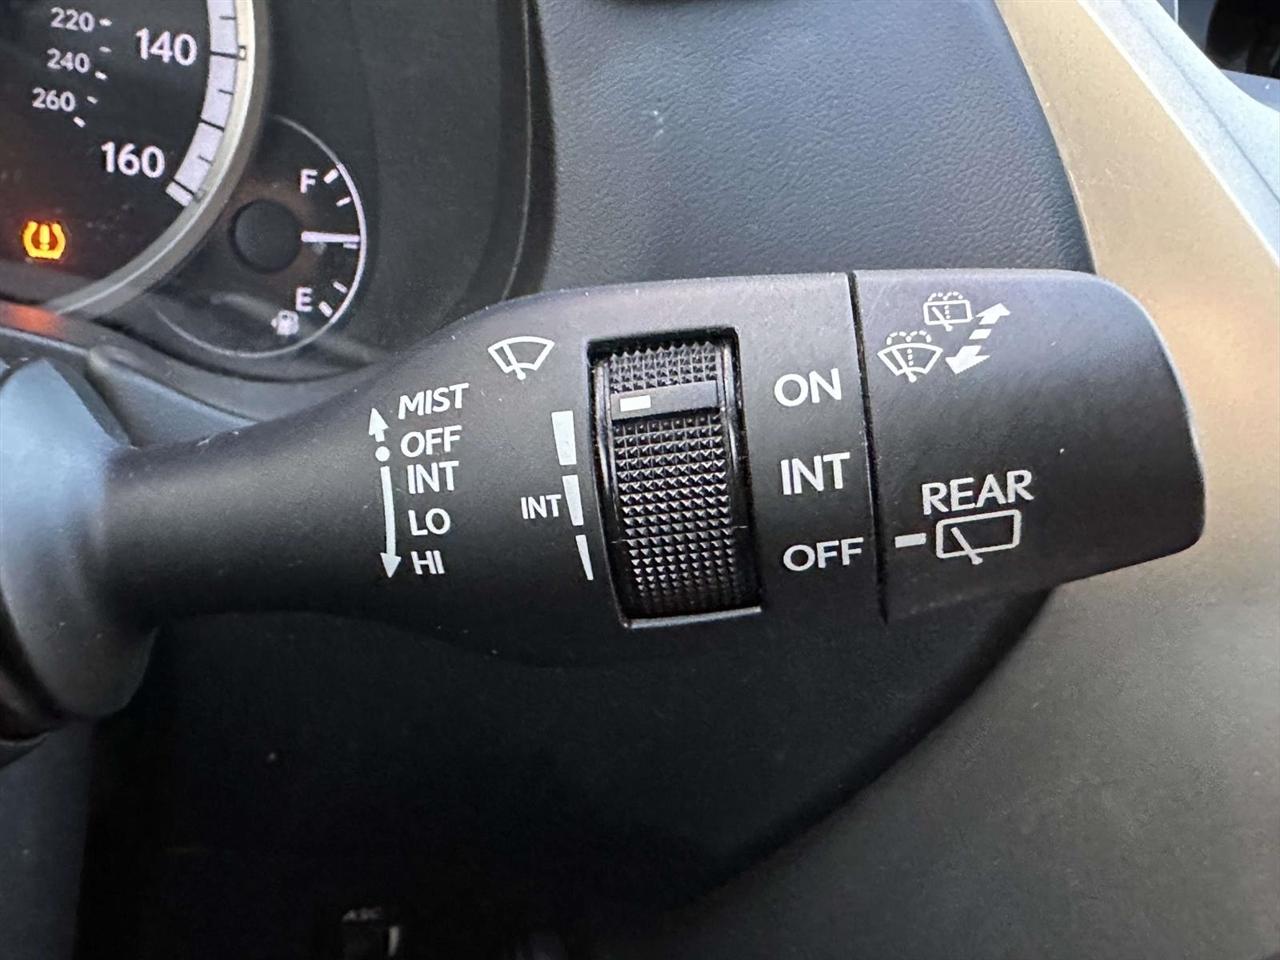 220
140
240
260
160
F
E
MIST
OFF
INT
LO
HI
INT
ON
INT
OFF
REAR